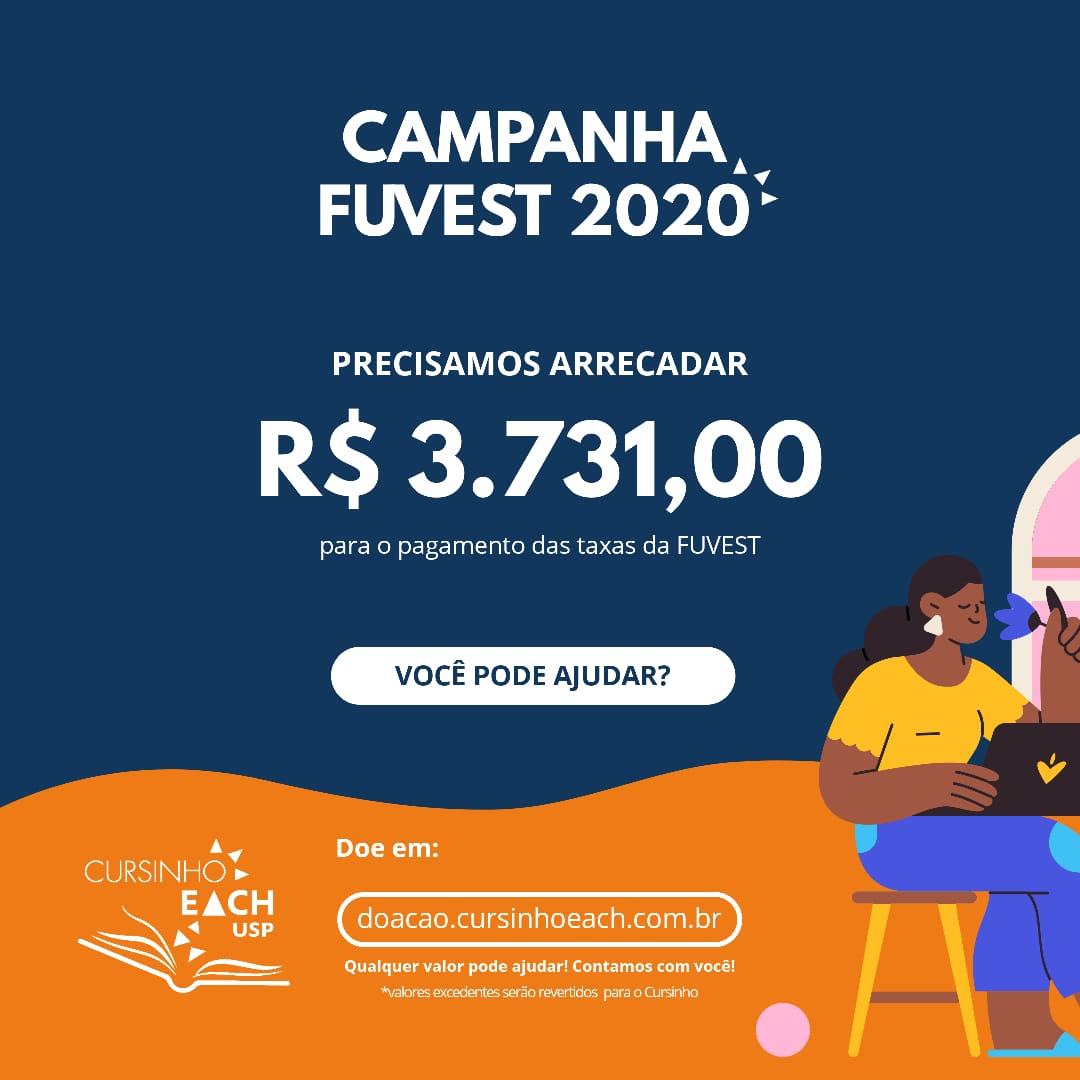 CAMPANHA
FUVEST 2020
PRECISAMOS ARRECADAR
R$ 3.731,00
para o pagamento das taxas da FUVEST
VOCÊ PODE AJUDAR?
CURSINHO
EACH
USP
Doe em:
doacao.cursinhoeach.com.br
Qualquer valor pode ajudar! Contamos com você!
*valores excedentes serão revertidos para o Cursinho